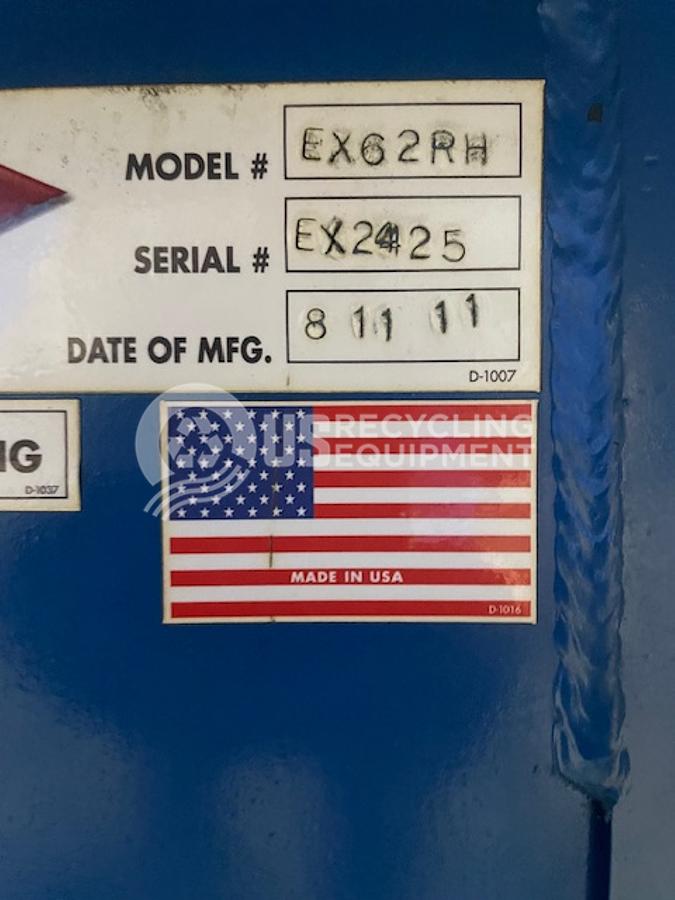 MODEL # EX62RH
SERIAL # EX2425
DATE OF MFG. 8 11 11
D-1007
IG
D-1037
US RECYCLING
EQUIPMENT
MADE IN USA
D-1016